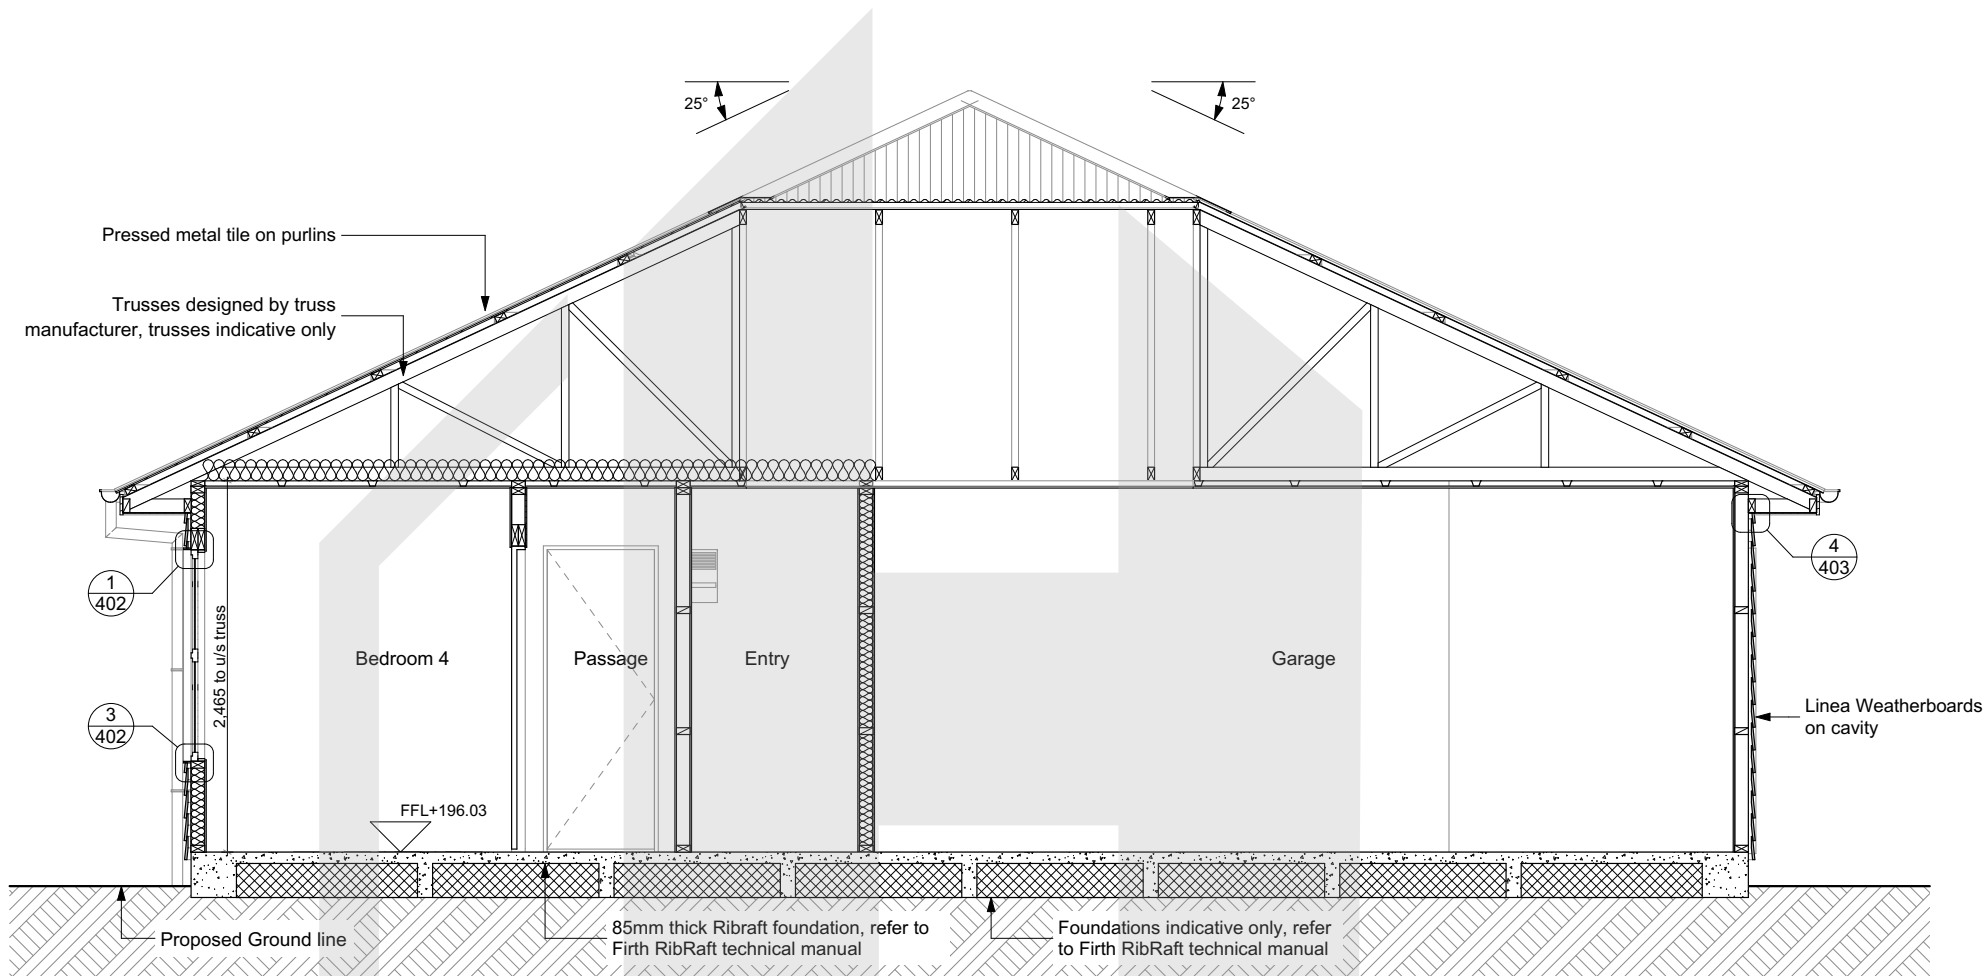 25°
25°
Pressed metal tile on purlins
Trusses designed by truss
manufacturer, trusses indicative only
1
402
4
403
2,465 to u/s truss
Bedroom 4
Passage
Entry
Garage
3
402
Linea Weatherboards
on cavity
FFL+196.03
Proposed Ground line
85mm thick Ribraft foundation, refer to
Firth RibRaft technical manual
Foundations indicative only, refer
to Firth RibRaft technical manual